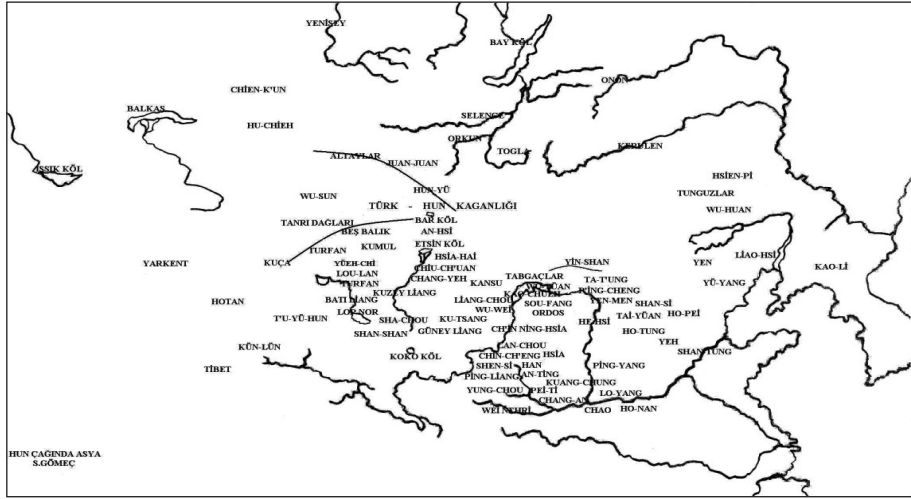 YENİSEY
BAY KÖL
ONON
CHİEN-K'UN
BALKAŞ
SELENGE
HU-CHİEH
ORKUN
TOGLA
KERULEN
ALTAYLAR
JUAN-JUAN
ISSIK KÖL
HSİEN-Pİ
HUN-YÜ
TUNGUZLAR
WU-SUN
TÜRK - HUN KAGANLIĞI
WU-HUAN
BAR KÖL
TANRI DAĞLARI
BEŞ BALIK
AN-HSİ
ETSİN KÖL
TURFAN
KUMUL
HSİA-HAİ
LİAO-HSİ
YARKENT
KUÇA
YÜEH-CHİ
CHİU-CH'UAN
YİN-SHAN
YEN
KAO-Lİ
LOU-LAN
CHANG-YEH
TABGAÇLAR
TA-T'UNG
TURFAN
KANSU
YÜ-YANG
KUZEY LİANG
P'İNG-CHENG
HOTAN
BATI LİANG
LİANG-CHOU
SOU-FANG
YEN-MEN
SHAN-Sİ
LOP NOR
WU-WEİ
ORDOS
TAİ-YÜAN
HO-PEİ
T'U-YÜ-HUN
SHA-CHOU
KU-TSANG
HE-HSİ
SHAN-SHAN
GÜNEY LİANG
CH'İN
NİNG-HSİA
HO-TUNG
YEH
KÜN-LÜN
KOKO KÖL
LAN-CHOU
SHAN-TUNG
CHİN-CH'ENG
HSİA
TİBET
SHEN-Sİ
HAN
PİNG-YANG
PİNG-LİANG
AN-TİNG
KUANG-CHUNG
YUNG-CHOU
PEİ-Tİ
LO-YANG
CHANG-AN
WEİ NEHRİ
CHAO
HO-NAN
HUN ÇAĞINDA ASYA
S.GÖMEÇ